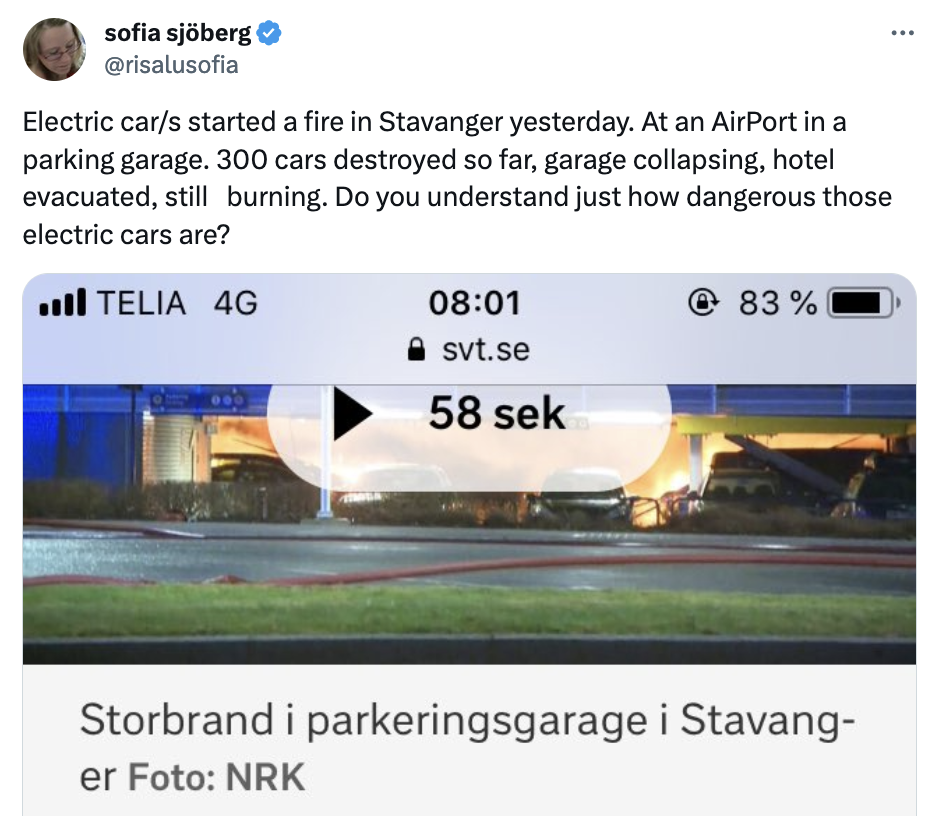 sofia sjöberg
@risalusofia
Electric car/s started a fire in Stavanger yesterday. At an AirPort in a
parking garage. 300 cars destroyed so far, garage collapsing, hotel
evacuated, still burning. Do you understand just how dangerous those
electric cars are?
TELIA 4G 08:01 83 %
svt.se
58 sek
Storbrand i parkeringsgarage i Stavang-
er Foto: NRK